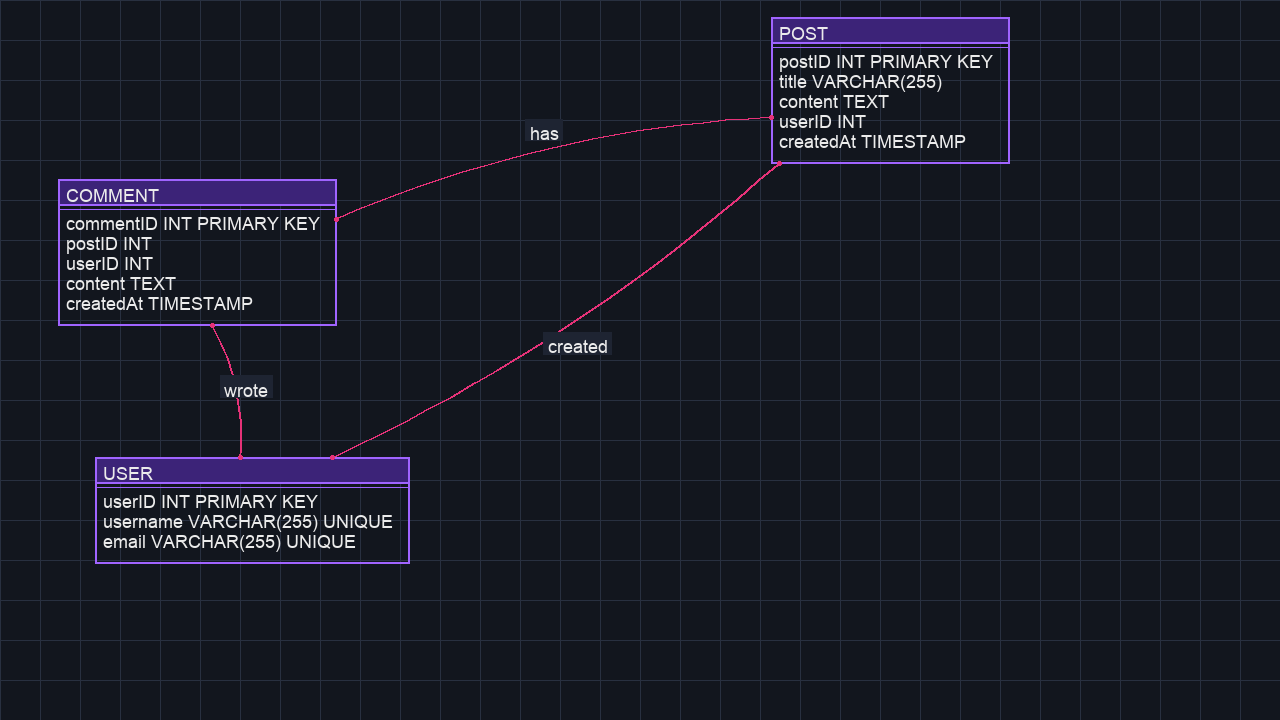 POST
postID INT PRIMARY KEY
title VARCHAR(255)
content TEXT
userID INT
createdAt TIMESTAMP
has
COMMENT
commentID INT PRIMARY KEY
postID INT
userID INT
content TEXT
createdAt TIMESTAMP
created
wrote
USER
userID INT PRIMARY KEY
username VARCHAR(255) UNIQUE
email VARCHAR(255) UNIQUE